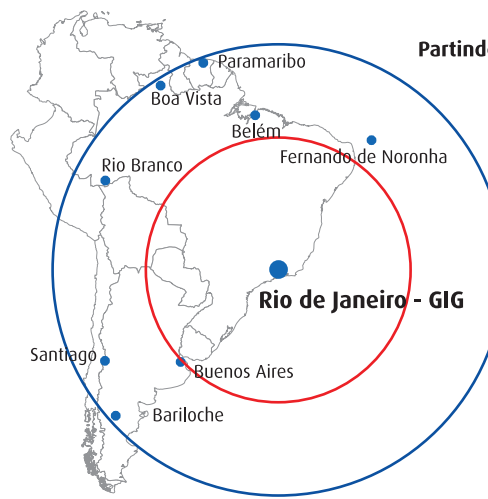 Partind
Paramaribo
Boa Vista
Belém
Fernando de Noronha
Rio Branco
Rio de Janeiro - GIG
Santiago
Buenos Aires
Bariloche